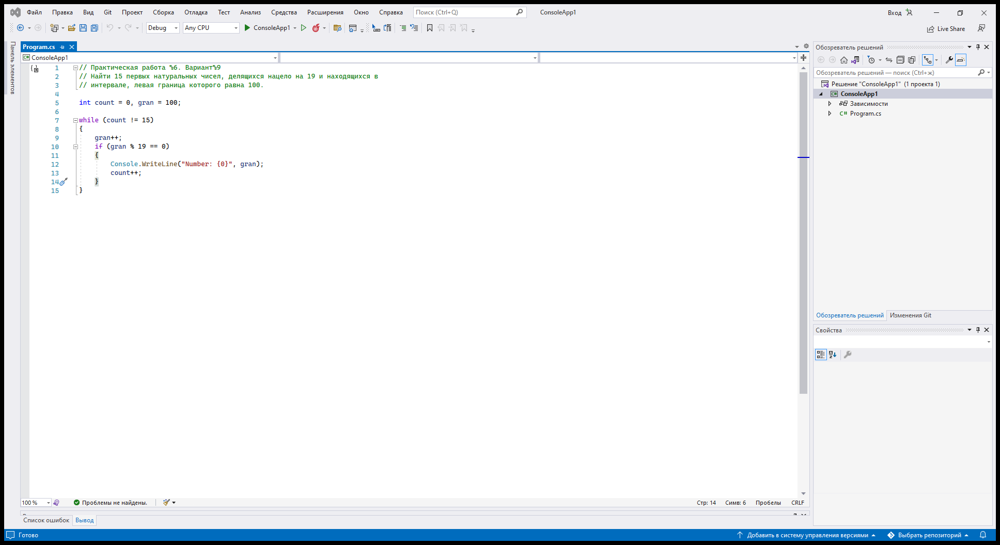 Файл Правка Вид Git Проект Сборка Отладка Тест Анализ Средства Расширения Окно Справка Поиск (Ctrl+Q) ConsoleApp1 Вход
Debug Any CPU ConsoleApp1 Live Share
Панель элементов
Program.cs
ConsoleApp1
1 // Практическая работа %6. Вариант%9
2 // Найти 15 первых натуральных чисел, делящихся нацело на 19 и находящихся в
3 // интервале, левая граница которого равна 100.
4
5 int count = 0, gran = 100;
6
7 while (count != 15)
8 {
9 gran++;
10 if (gran % 19 == 0)
11 {
12 Console.WriteLine("Number: {0}", gran);
13 count++;
14 }
15 }
100 % Проблемы не найдены. Стр: 14 Симв: 6 Пробелы CRLF
Список ошибок Вывод
Обозреватель решений
Обозреватель решений — поиск (Ctrl+ж)
Решение "ConsoleApp1" (1 проекта 1)
ConsoleApp1
Зависимости
C# Program.cs
Обозреватель решений Изменения Git
Свойства
Готово Добавить в систему управления версиями Выбрать репозиторий